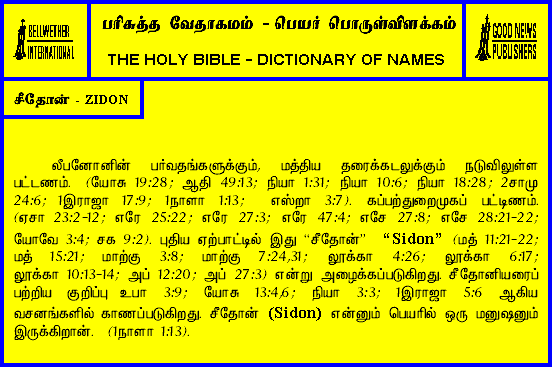 BELLWETHER
INTERNATIONAL
பரிசுத்த வேதாகமம் - பெயர் பொருள்விளக்கம்
THE HOLY BIBLE - DICTIONARY OF NAMES
GOOD NEWS
PUBLISHERS
சீதோன் - ZIDON
லீபனோனின் பர்வதங்களுக்கும், மத்திய தரைக்கடலுக்கும் நடுவிலுள்ள
பட்டணம். (யோசு 19:28; ஆதி 49:13; நியா 1:31; நியா 10:6; நியா 18:28; 2சாமு
24:6; 1இராஜா 17:9; 1நாளா 1:13; எஸ்றா 3:7). கப்பற்துறைமுகப் பட்டிணம்.
(ஏசா 23:2-12; எரே 25:22; எரே 27:3; எரே 47:4; எசே 27:8; எசே 28:21-22;
யோவே 3:4; சக 9:2). புதிய ஏற்பாட்டில் இது "சீதோன்" "Sidon" (மத் 11:21-22;
மத் 15:21; மாற்கு 3:8; மாற்கு 7:24,31; லூக்கா 4:26; லூக்கா 6:17;
லூக்கா 10:13-14; அப் 12:20; அப் 27:3) என்று அழைக்கப்படுகிறது. சீதோனியரைப்
பற்றிய குறிப்பு உபா 3:9; யோசு 13:4,6; நியா 3:3; 1இராஜா 5:6 ஆகிய
வசனங்களில் காணப்படுகிறது. சீதோன் (Sidon) என்னும் பெயரில் ஒரு மனுஷனும்
இருக்கிறான். (1நாளா 1:13).